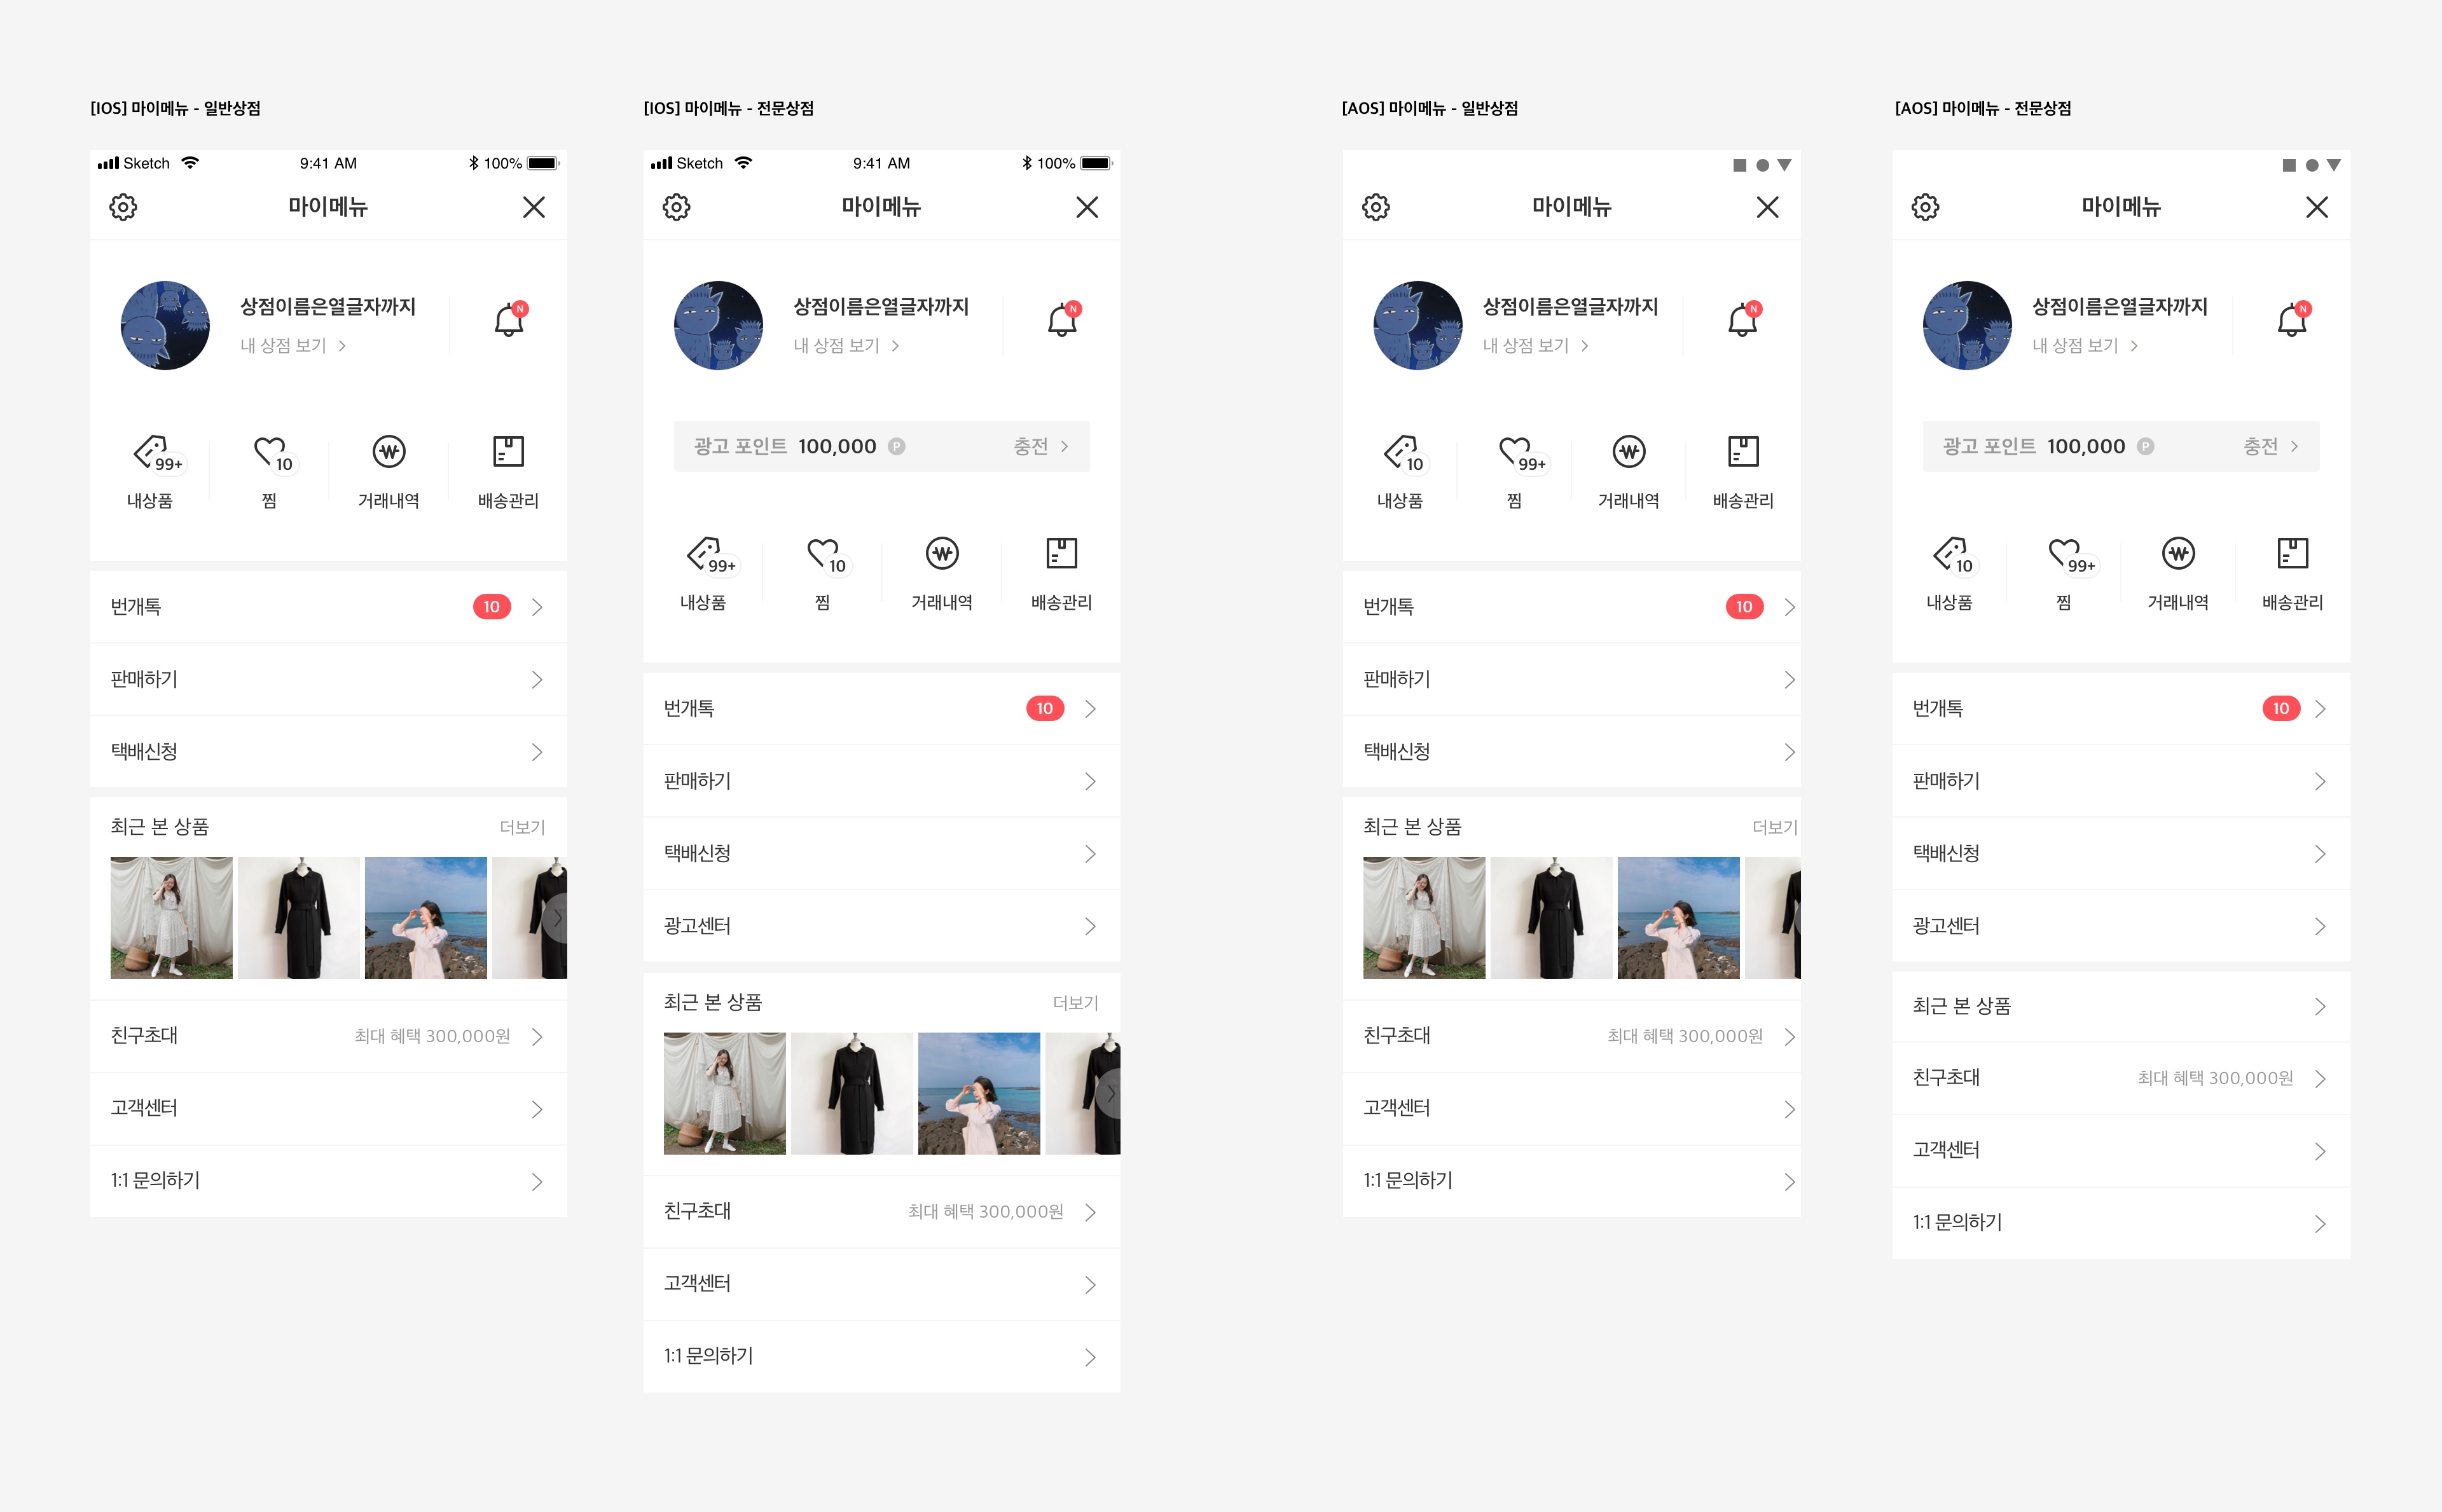 [IOS] 마이메뉴 - 일반상점
Sketch 9:41 AM 100%
마이메뉴
상점이름은열글자까지
N
내 상점 보기
99+ 10
내상품 찜 거래내역 배송관리
번개톡 10
판매하기
택배신청
최근 본 상품 더보기
친구초대 최대 혜택 300,000원
고객센터
1:1 문의하기
[IOS] 마이메뉴 - 전문상점
Sketch 9:41 AM 100%
마이메뉴
상점이름은열글자까지
N
내 상점 보기
광고 포인트 100,000 P 충전
99+ 10
내상품 찜 거래내역 배송관리
번개톡 10
판매하기
택배신청
광고센터
최근 본 상품 더보기
친구초대 최대 혜택 300,000원
고객센터
1:1 문의하기
[AOS] 마이메뉴 - 일반상점
마이메뉴
상점이름은열글자까지
N
내 상점 보기
10 99+
내상품 찜 거래내역 배송관리
번개톡 10
판매하기
택배신청
최근 본 상품 더보기
친구초대 최대 혜택 300,000원
고객센터
1:1 문의하기
[AOS] 마이메뉴 - 전문상점
마이메뉴
상점이름은열글자까지
N
내 상점 보기
광고 포인트 100,000 P 충전
10 99+
내상품 찜 거래내역 배송관리
번개톡 10
판매하기
택배신청
광고센터
최근 본 상품
친구초대 최대 혜택 300,000원
고객센터
1:1 문의하기